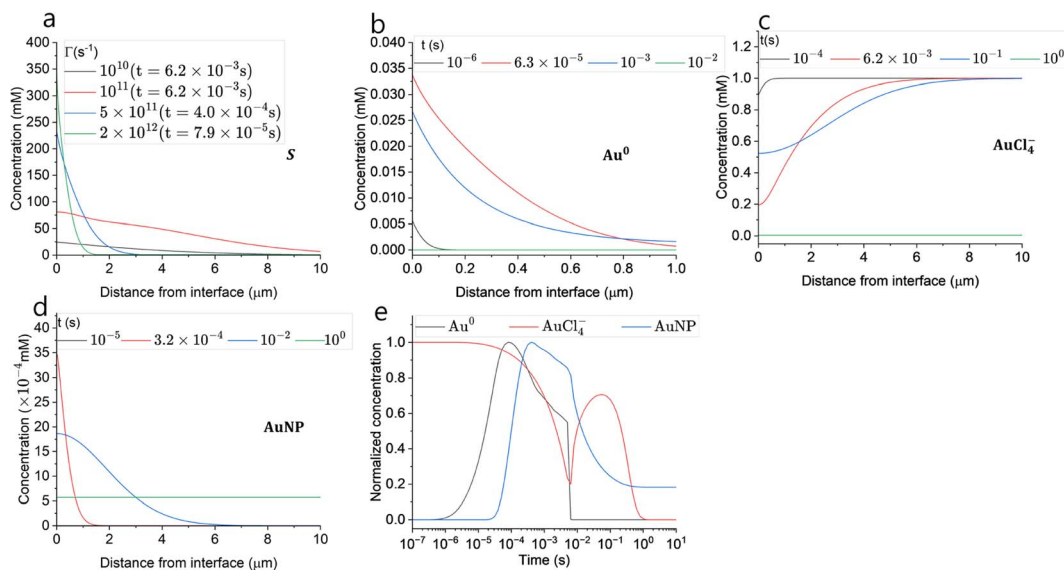 a
Γ(s⁻¹)
10¹⁰(t = 6.2 × 10⁻³s)
10¹¹(t = 6.2 × 10⁻³s)
5 × 10¹¹(t = 4.0 × 10⁻⁴s)
2 × 10¹²(t = 7.9 × 10⁻⁵s)
S
Concentration (mM)
400
350
300
250
200
150
100
50
0
0 2 4 6 8 10
Distance from interface (μm)
b
t (s)
10⁻⁶ 6.3 × 10⁻⁵ 10⁻³ 10⁻²
Au⁰
Concentration (mM)
0.040
0.035
0.030
0.025
0.020
0.015
0.010
0.005
0.000
0.0 0.2 0.4 0.6 0.8 1.0
Distance from interface (μm)
c
t(s)
10⁻⁴ 6.2 × 10⁻³ 10⁻¹ 10⁰
AuCl₄⁻
Concentration (mM)
1.2
1.0
0.8
0.6
0.4
0.2
0.0
0 2 4 6 8 10
Distance from interface (μm)
d
t (s)
10⁻⁵ 3.2 × 10⁻⁴ 10⁻² 10⁰
AuNP
Concentration (×10⁻⁴mM)
40
35
30
25
20
15
10
5
0
0 2 4 6 8 10
Distance from interface (μm)
e
Au⁰ AuCl₄⁻ AuNP
Normalized concentration
1.0
0.8
0.6
0.4
0.2
0.0
10⁻⁷ 10⁻⁶ 10⁻⁵ 10⁻⁴ 10⁻³ 10⁻² 10⁻¹ 10⁰ 10¹
Time (s)